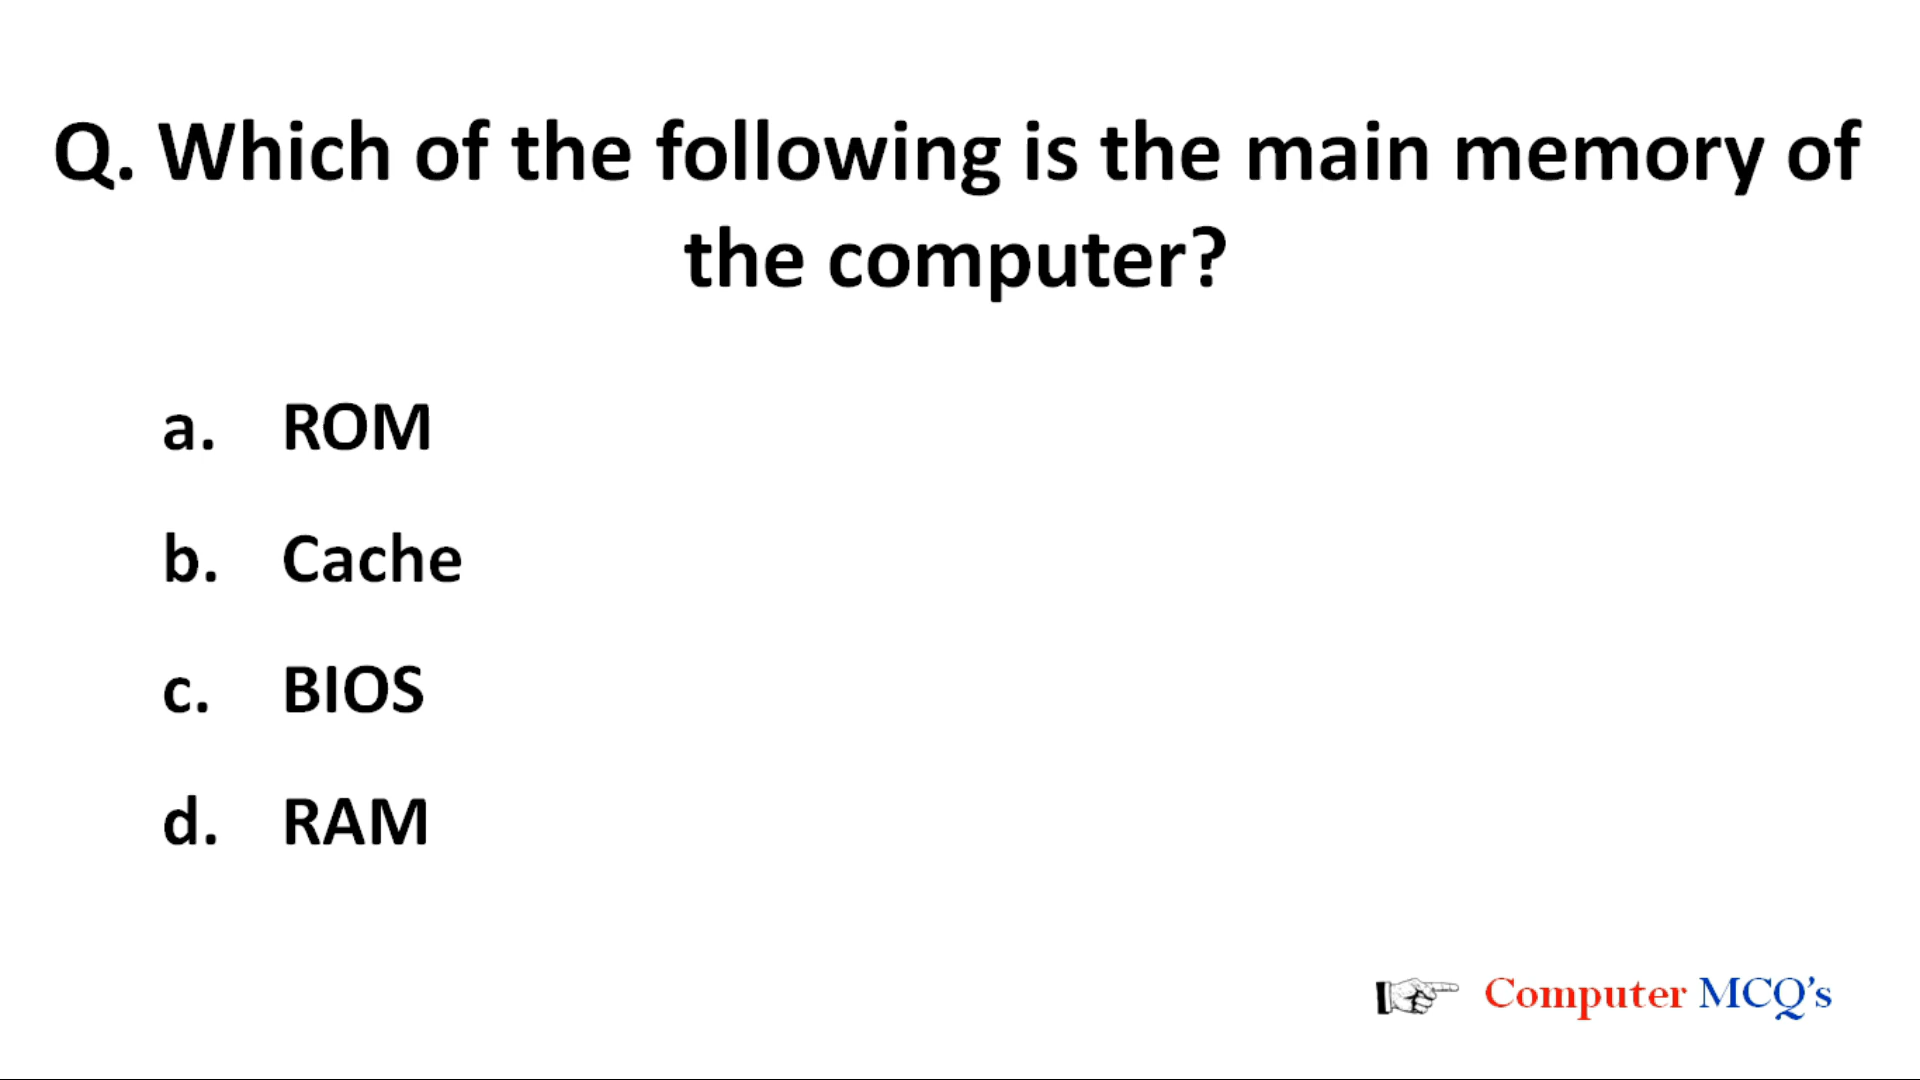 Q. Which of the following is the main memory of
the computer?
a. ROM
b. Cache
c. BIOS
d. RAM
Computer MCQ's